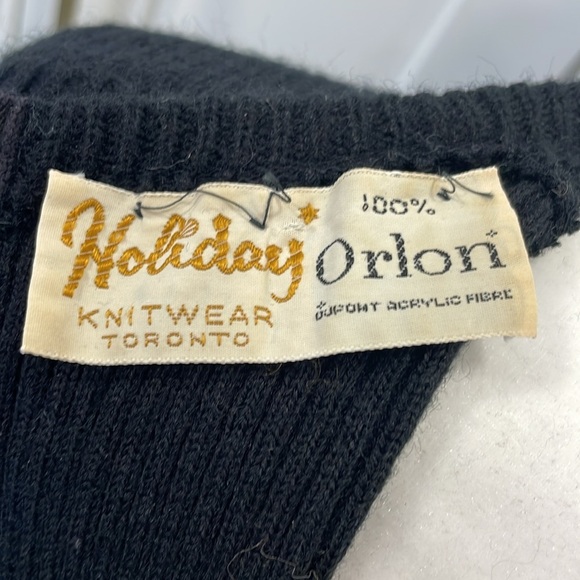 Holiday
KNITWEAR
TORONTO
100%
Orlon
DUPONT ACRYLIC FIBRE